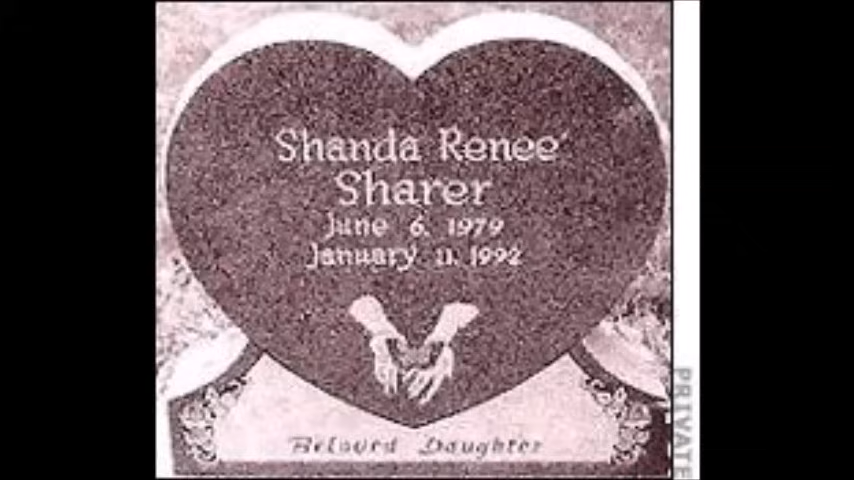 Shanda Renee'
Sharer
June 6, 1979
January 11, 1992
Beloved Daughter
PRIVATE